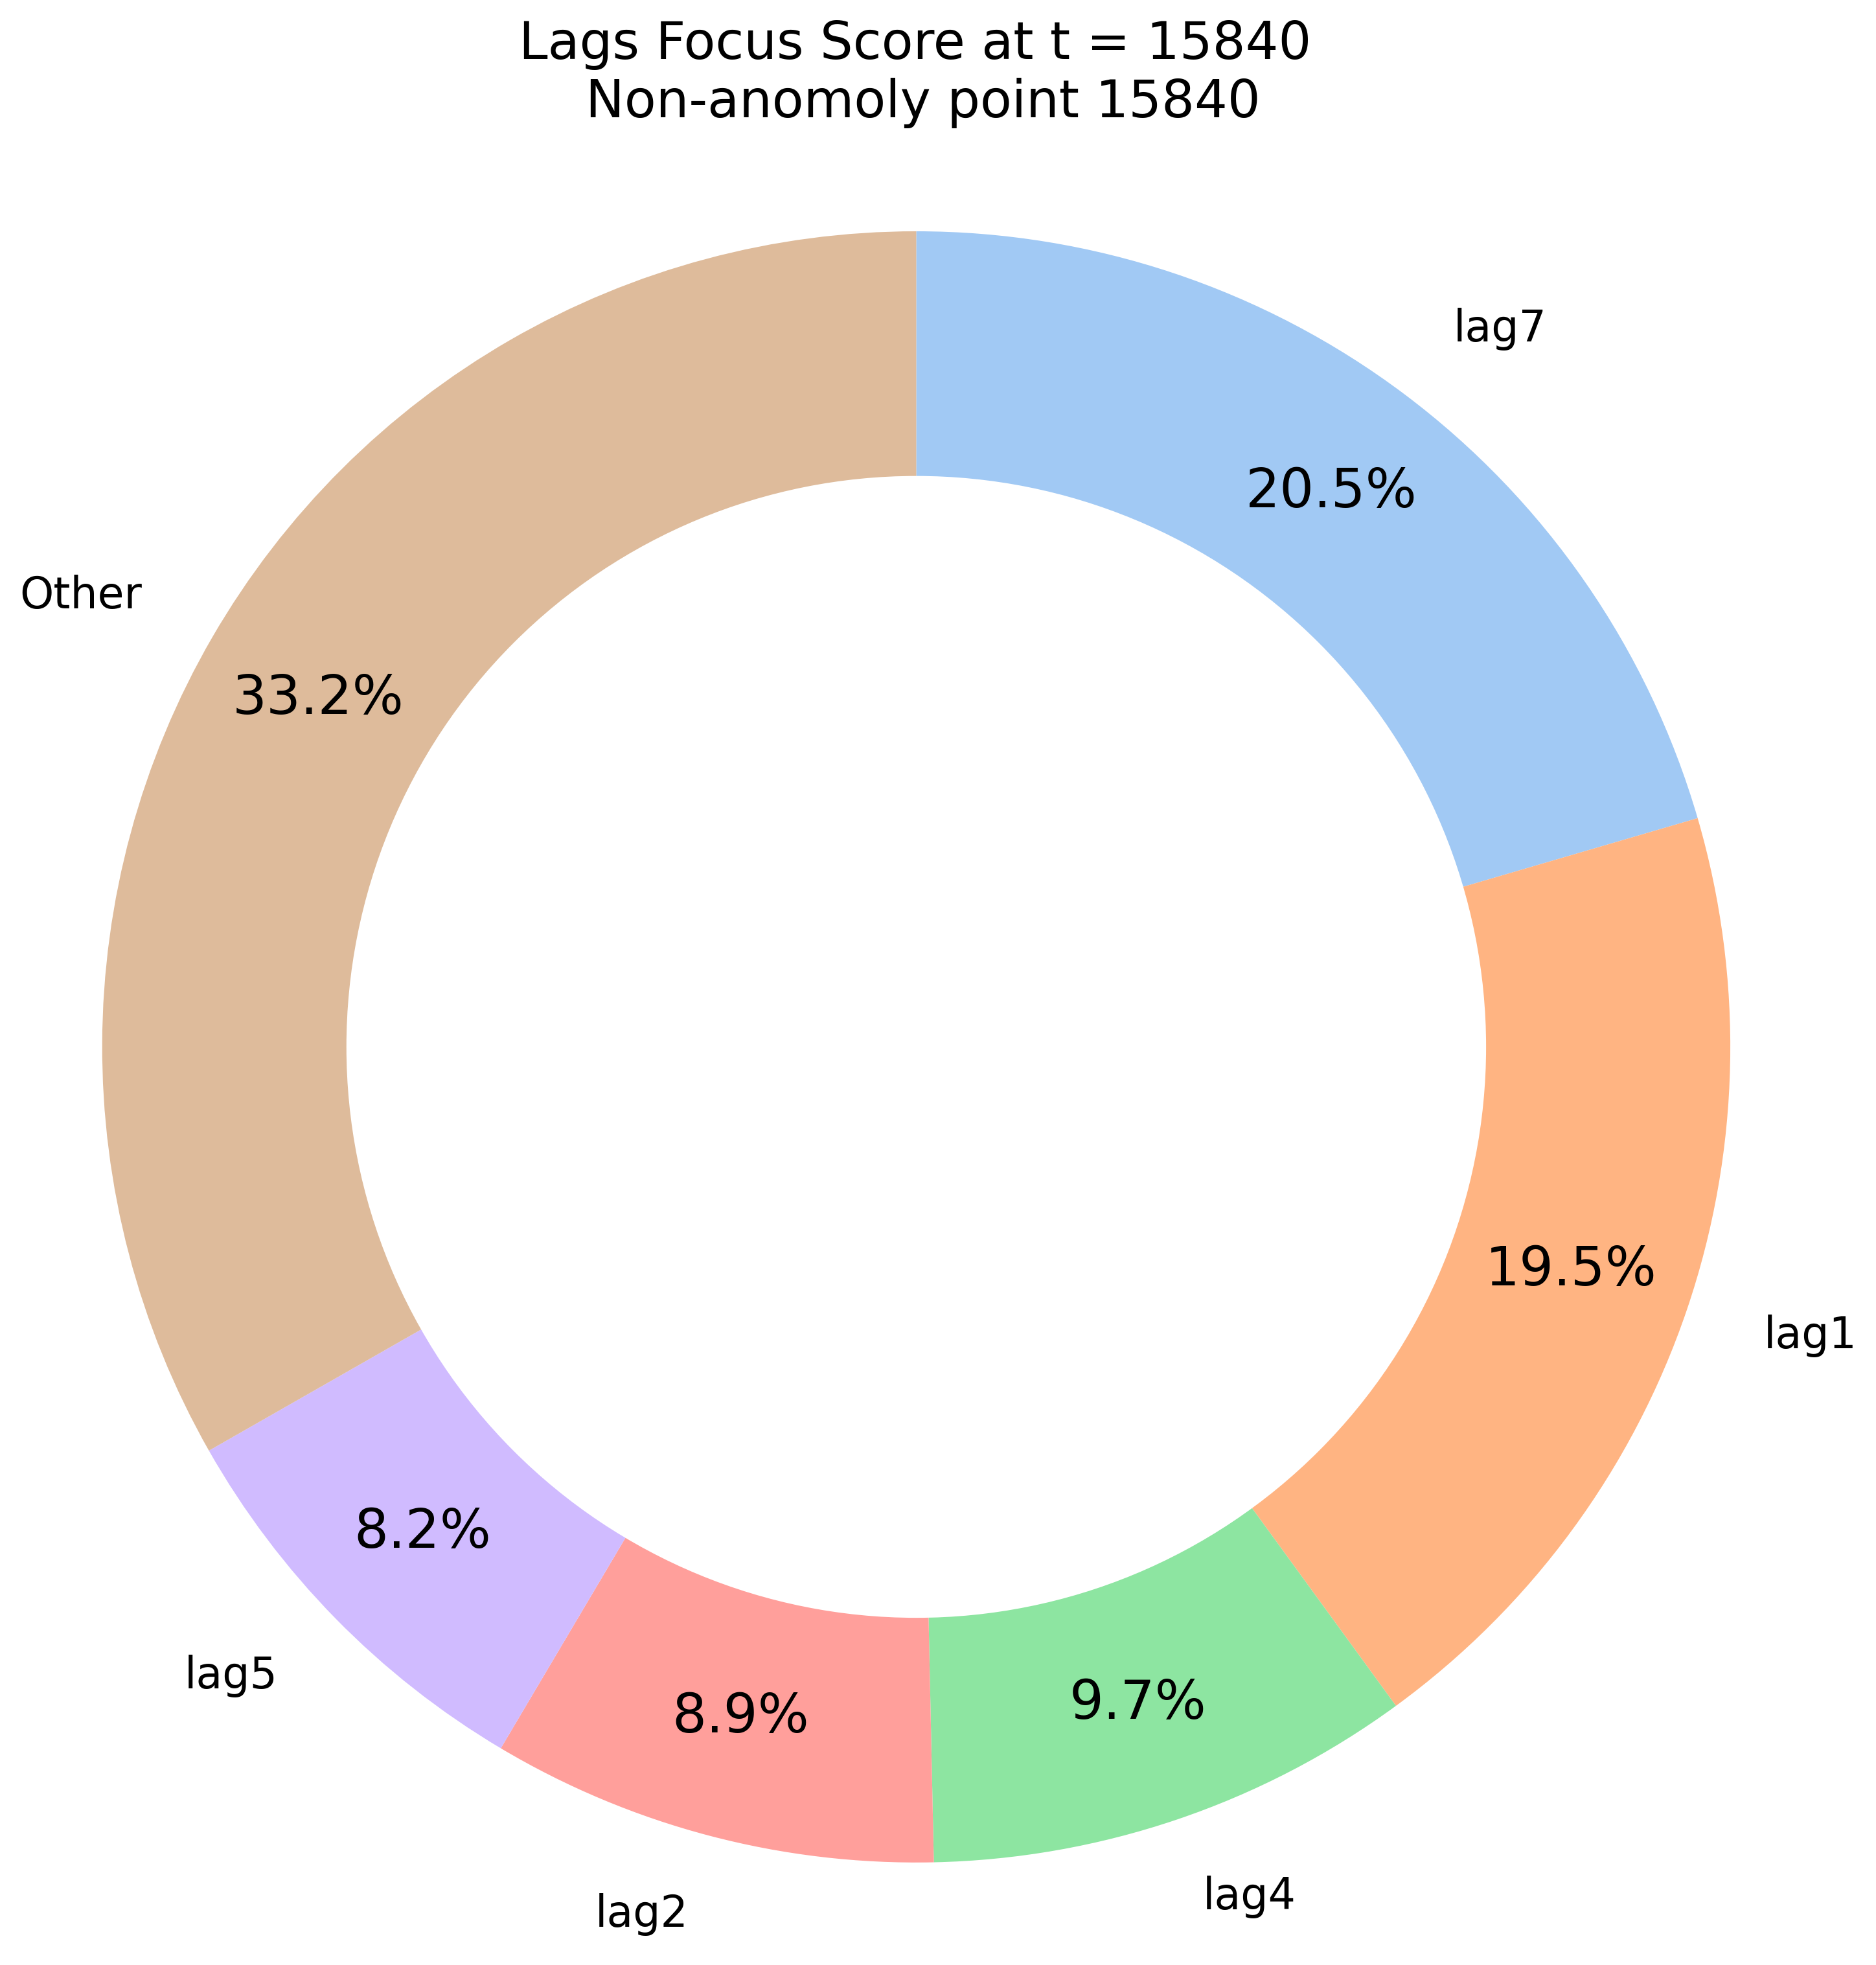 Lags Focus Score at t = 15840
Non-anomoly point 15840
lag7
20.5%
Other
33.2%
19.5%
lag1
8.2%
lag5
8.9%
lag2
9.7%
lag4